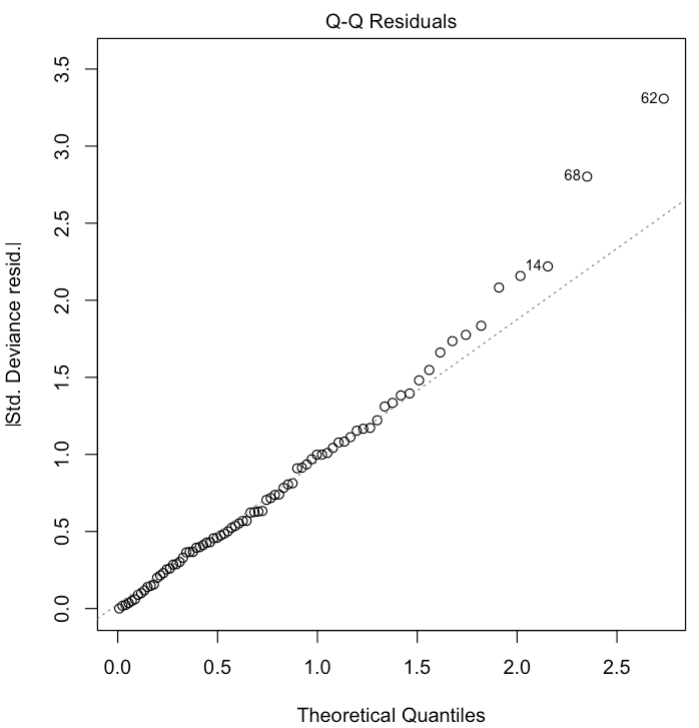 Q-Q Residuals
3.5
3.0
2.5
2.0
1.5
1.0
0.5
0.0
|Std. Deviance resid.|
62
68
14
0.0 0.5 1.0 1.5 2.0 2.5
Theoretical Quantiles